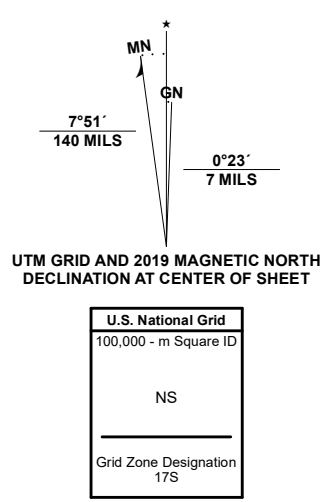 ★
MN
GN
7°51´
140 MILS
0°23´
7 MILS
UTM GRID AND 2019 MAGNETIC NORTH
DECLINATION AT CENTER OF SHEET
U.S. National Grid
100,000 - m Square ID
NS
Grid Zone Designation
17S